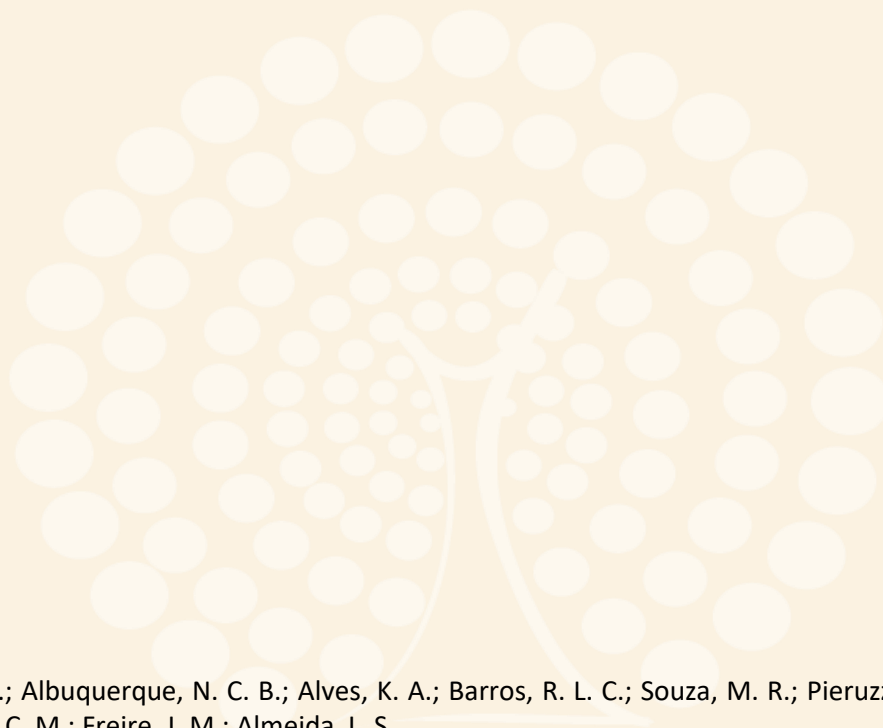 .; Albuquerque, N. C. B.; Alves, K. A.; Barros, R. L. C.; Souza, M. R.; Pieruzz
C. M.; Freire, J. M.; Almeida, L. S.